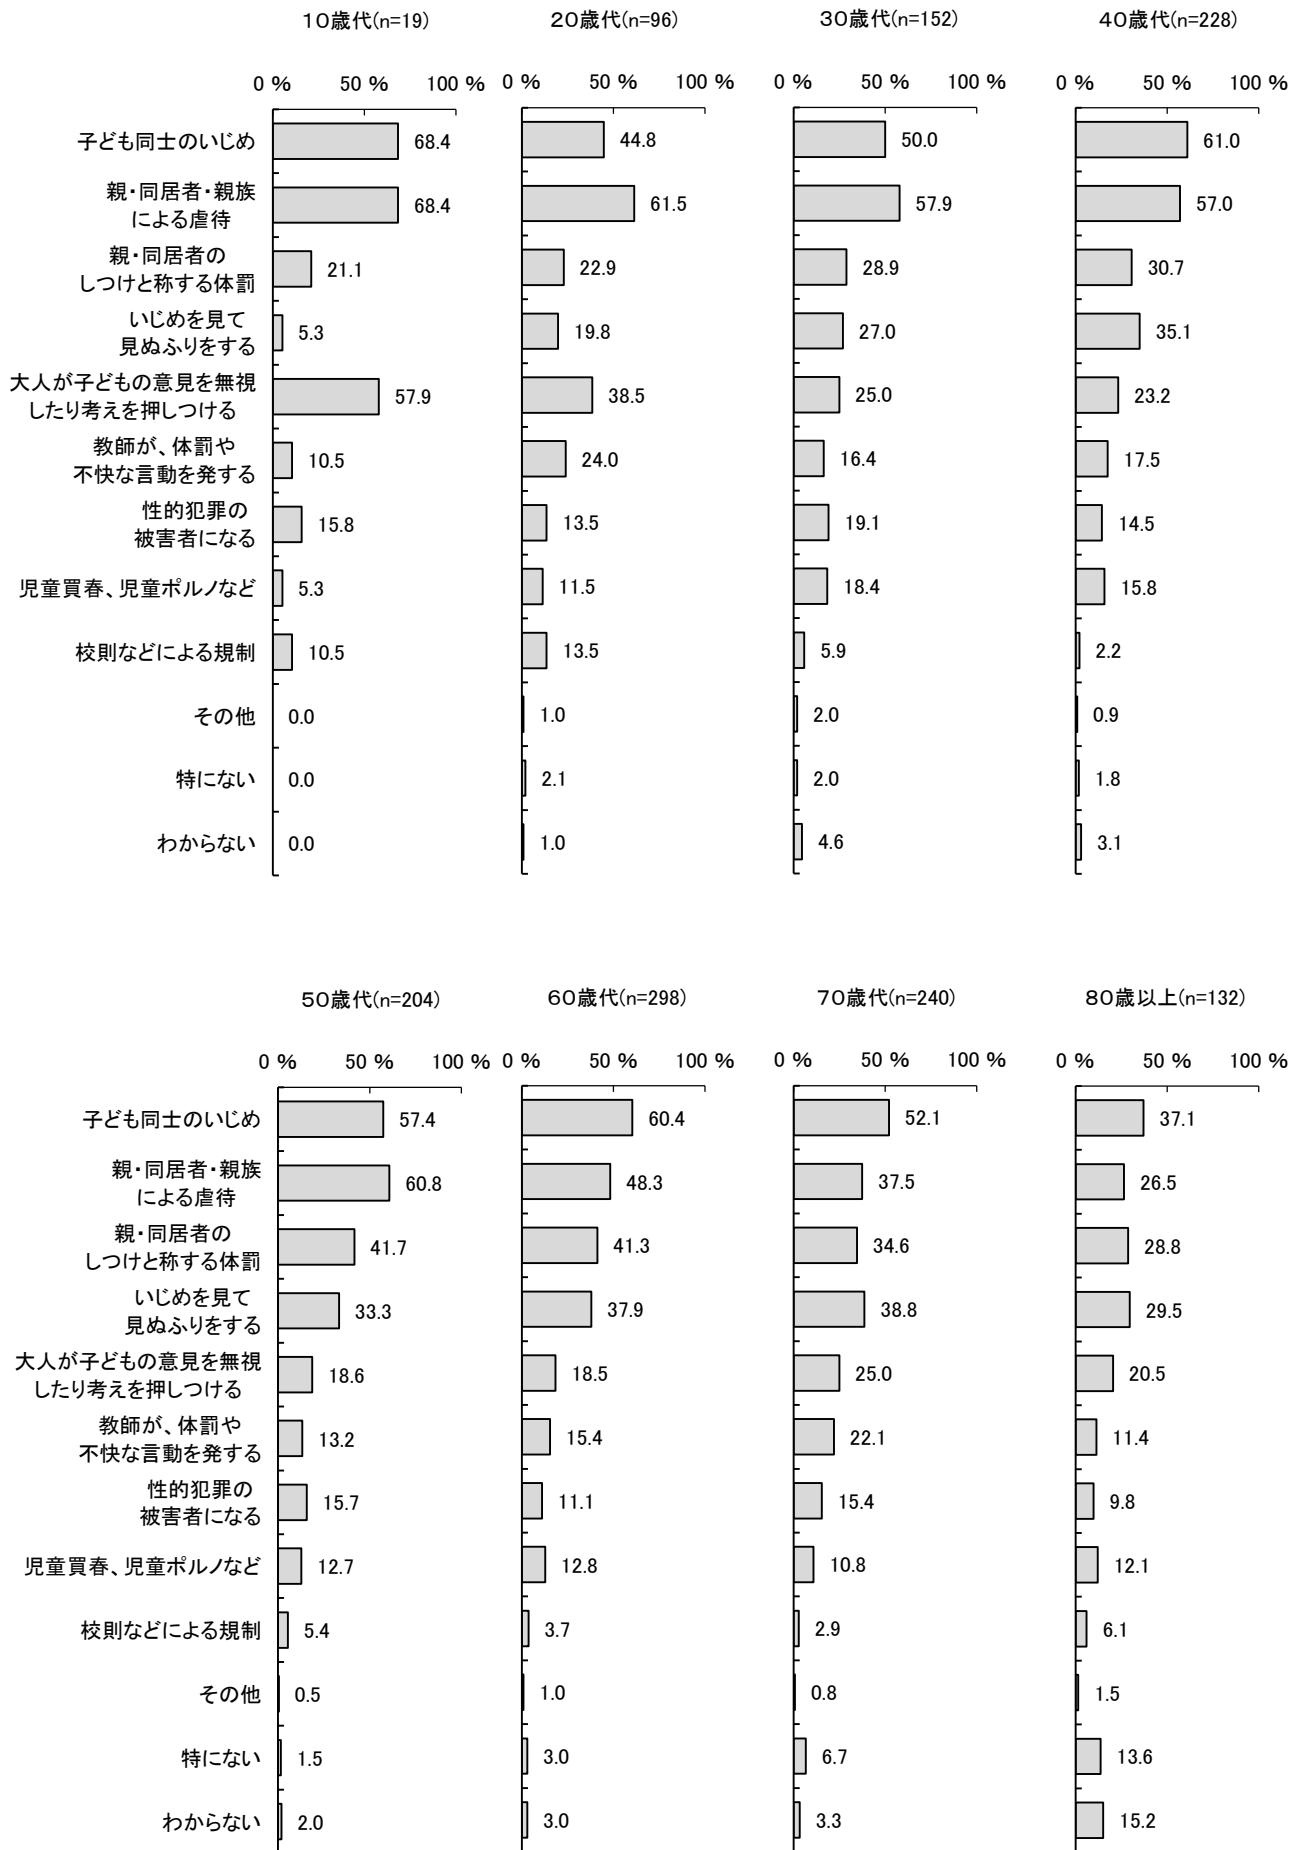 10歳代(n=19) 20歳代(n=96) 30歳代(n=152) 40歳代(n=228)
0 % 50 % 100 % 0 % 50 % 100 % 0 % 50 % 100 % 0 % 50 % 100 %
子ども同士のいじめ 68.4 44.8 50.0 61.0
親・同居者・親族
による虐待 68.4 61.5 57.9 57.0
親・同居者の
しつけと称する体罰 21.1 22.9 28.9 30.7
いじめを見て
見ぬふりをする 5.3 19.8 27.0 35.1
大人が子どもの意見を無視
したり考えを押しつける 57.9 38.5 25.0 23.2
教師が、体罰や
不快な言動を発する 10.5 24.0 16.4 17.5
性的犯罪の
被害者になる 15.8 13.5 19.1 14.5
児童買春、児童ポルノなど 5.3 11.5 18.4 15.8
校則などによる規制 10.5 13.5 5.9 2.2
その他 0.0 1.0 2.0 0.9
特にない 0.0 2.1 2.0 1.8
わからない 0.0 1.0 4.6 3.1
50歳代(n=204) 60歳代(n=298) 70歳代(n=240) 80歳以上(n=132)
0 % 50 % 100 % 0 % 50 % 100 % 0 % 50 % 100 % 0 % 50 % 100 %
子ども同士のいじめ 57.4 60.4 52.1 37.1
親・同居者・親族
による虐待 60.8 48.3 37.5 26.5
親・同居者の
しつけと称する体罰 41.7 41.3 34.6 28.8
いじめを見て
見ぬふりをする 33.3 37.9 38.8 29.5
大人が子どもの意見を無視
したり考えを押しつける 18.6 18.5 25.0 20.5
教師が、体罰や
不快な言動を発する 13.2 15.4 22.1 11.4
性的犯罪の
被害者になる 15.7 11.1 15.4 9.8
児童買春、児童ポルノなど 12.7 12.8 10.8 12.1
校則などによる規制 5.4 3.7 2.9 6.1
その他 0.5 1.0 0.8 1.5
特にない 1.5 3.0 6.7 13.6
わからない 2.0 3.0 3.3 15.2